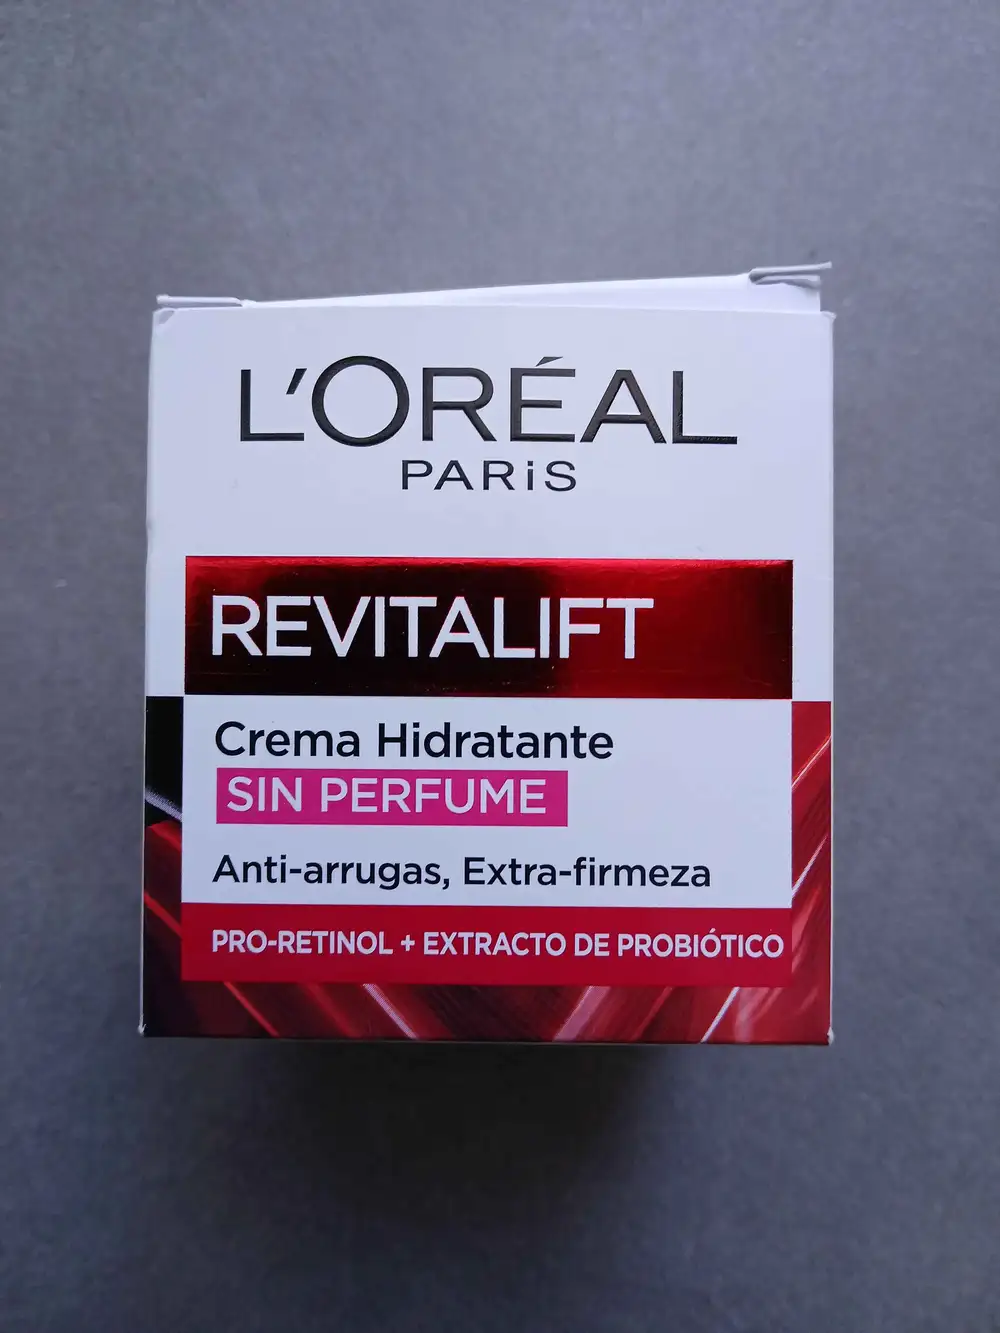 L'ORÉAL
PARiS
REVITALIFT
Crema Hidratante
SIN PERFUME
Anti-arrugas, Extra-firmeza
PRO-RETINOL + EXTRACTO DE PROBIÓTICO